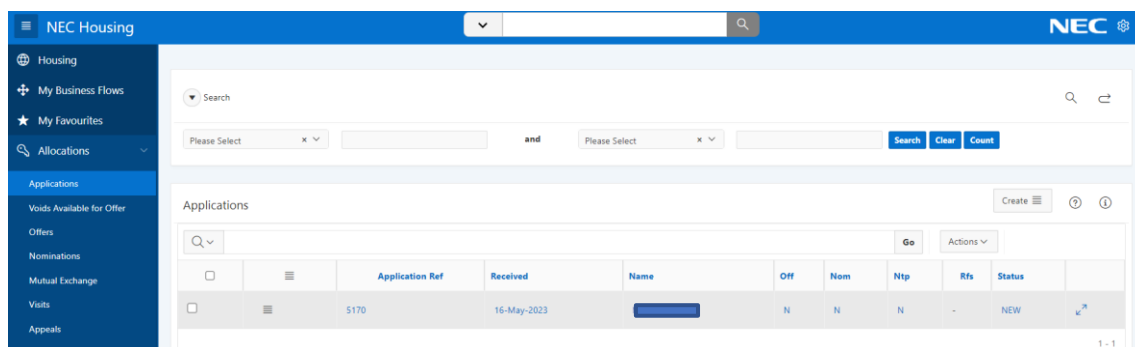 NEC Housing
NEC
Housing
My Business Flows
My Favourites
Allocations
Applications
Voids Available for Offer
Offers
Nominations
Mutual Exchange
Visits
Appeals
Search
Please Select x and Please Select x Search Clear Count
Applications Create
Go Actions
Application Ref Received Name Off Nom Ntp Rfs Status
5170 16-May-2023 N N N - NEW
1 - 1